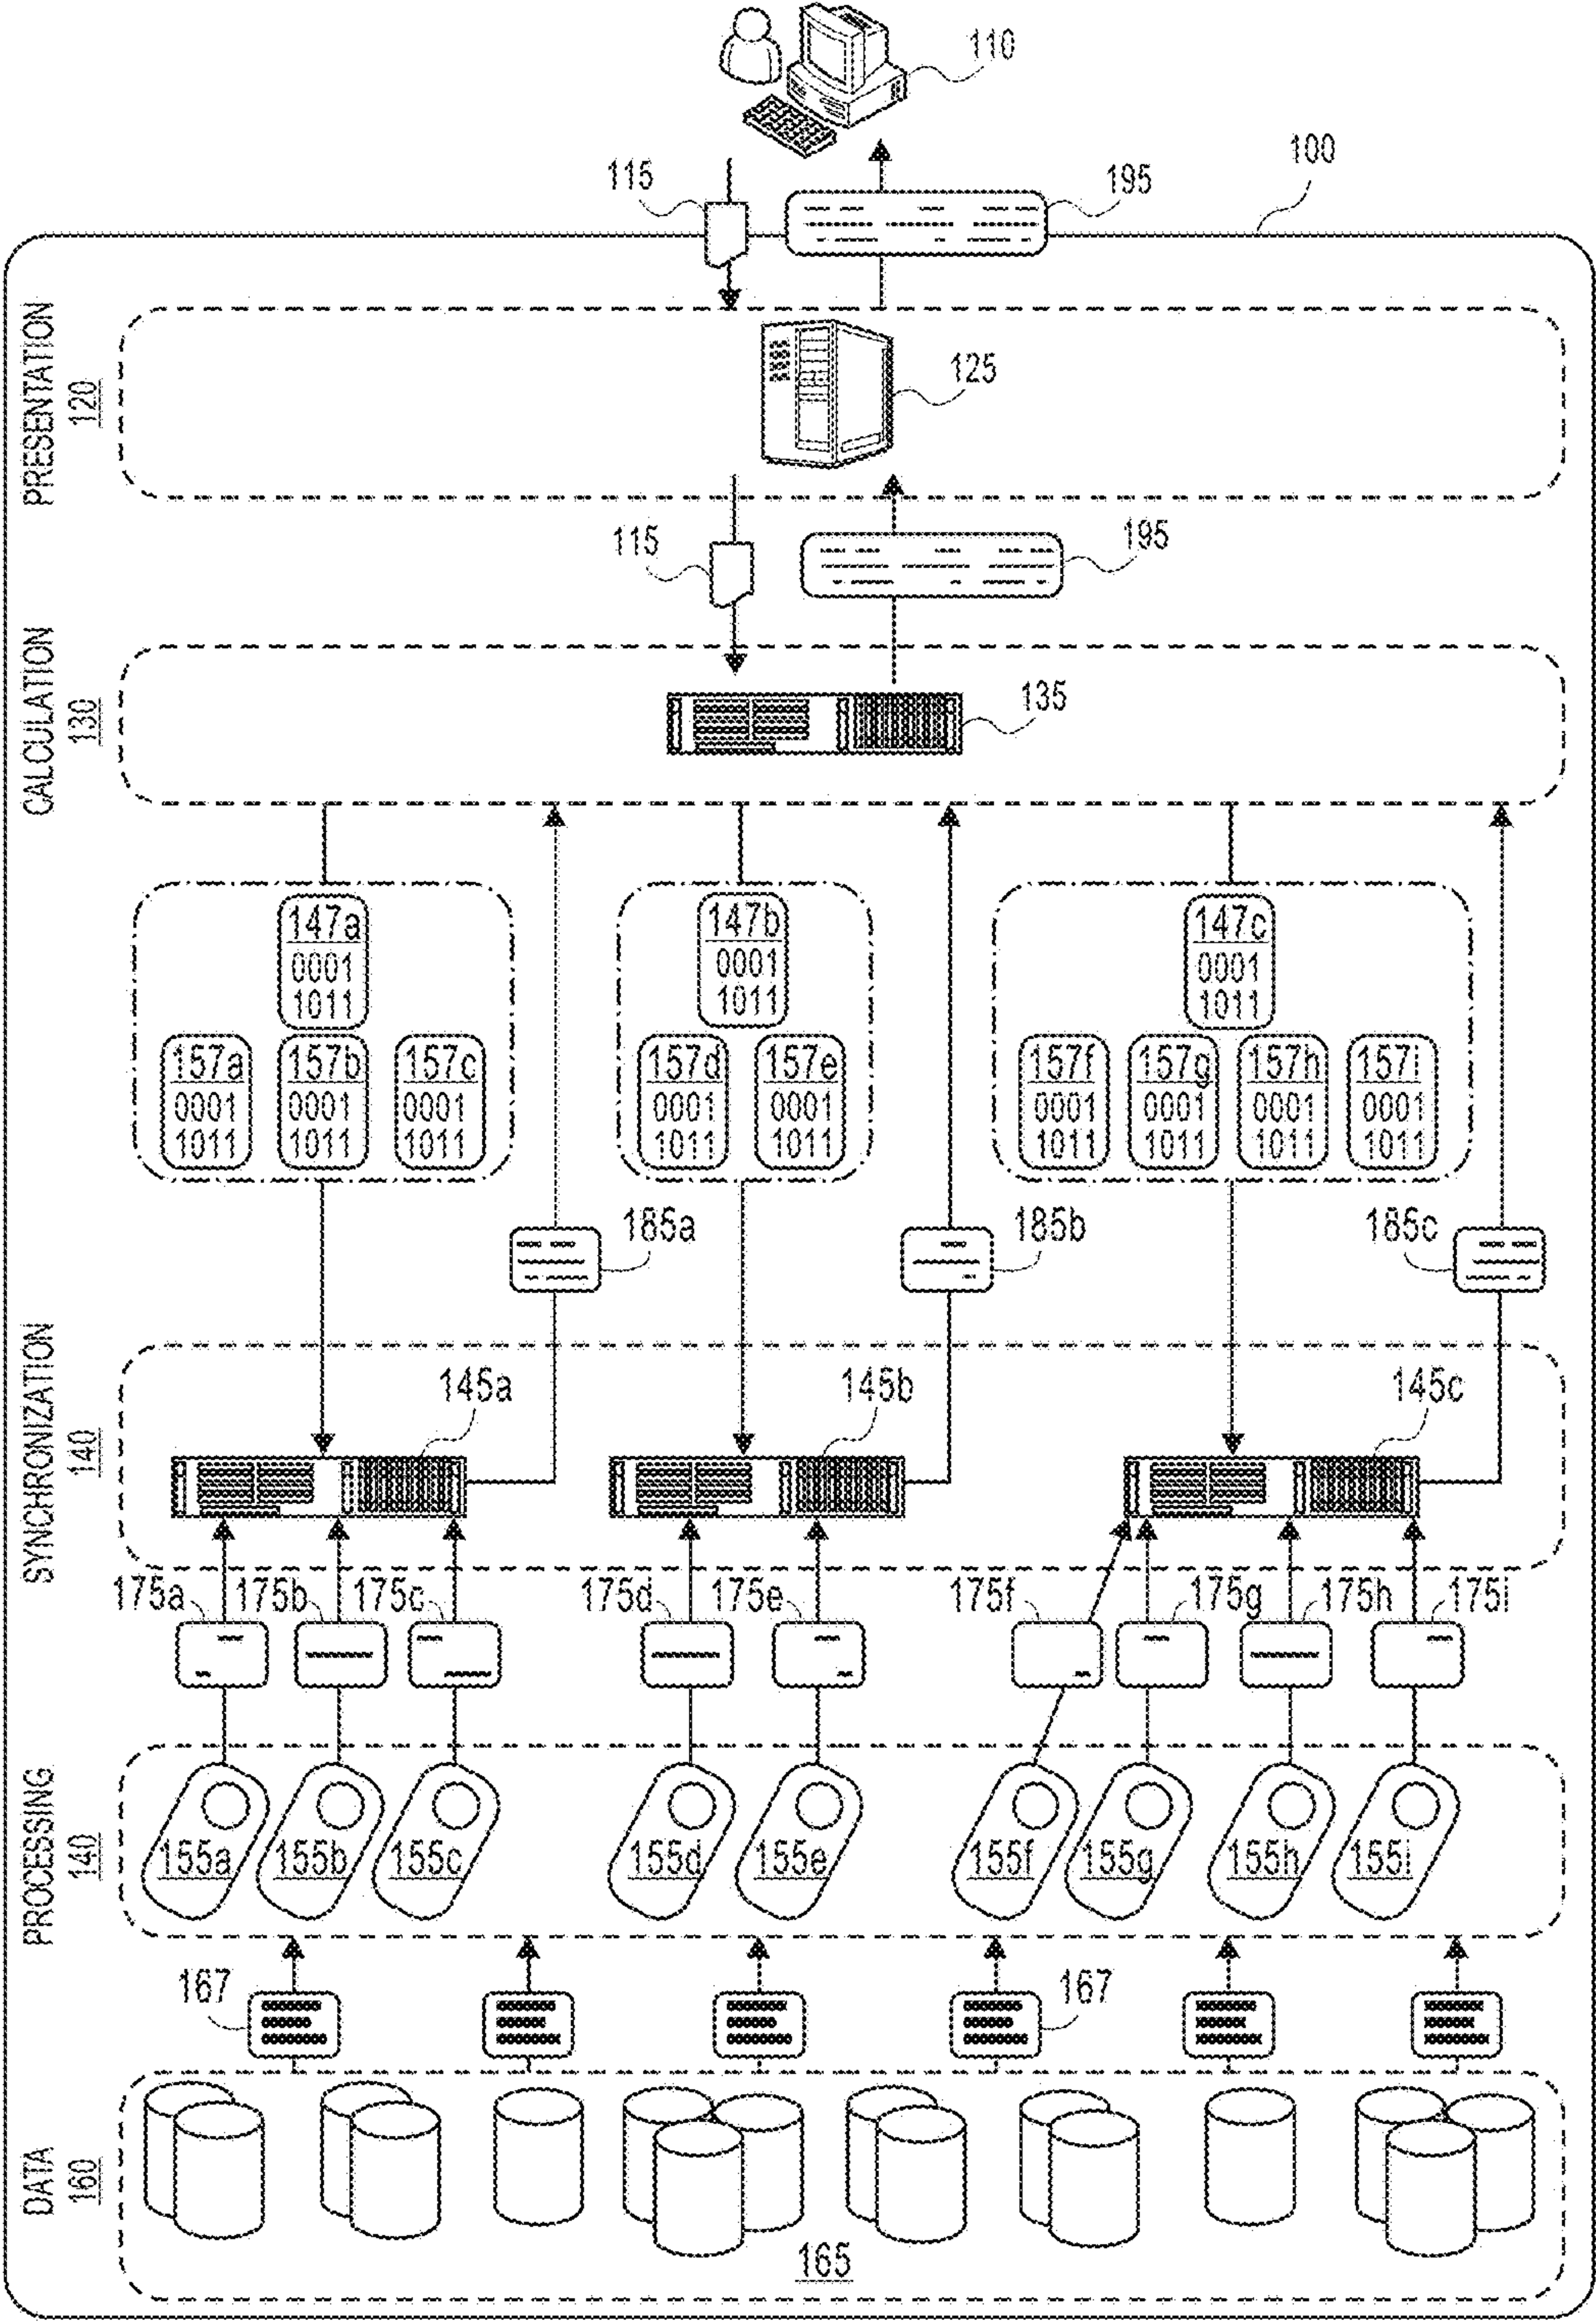 110
100
115
195
PRESENTATION
120
125
115
195
CALCULATION
130
135
147a
0001
1011
147b
0001
1011
147c
0001
1011
157a
0001
1011
157b
0001
1011
157c
0001
1011
157d
0001
1011
157e
0001
1011
157f
0001
1011
157g
0001
1011
157h
0001
1011
157i
0001
1011
185a
185b
185c
SYNCHRONIZATION
140
145a
145b
145c
175a
175b
175c
175d
175e
175f
175g
175h
175i
PROCESSING
140
155a
155b
155c
155d
155e
155f
155g
155h
155i
167
167
DATA
160
165